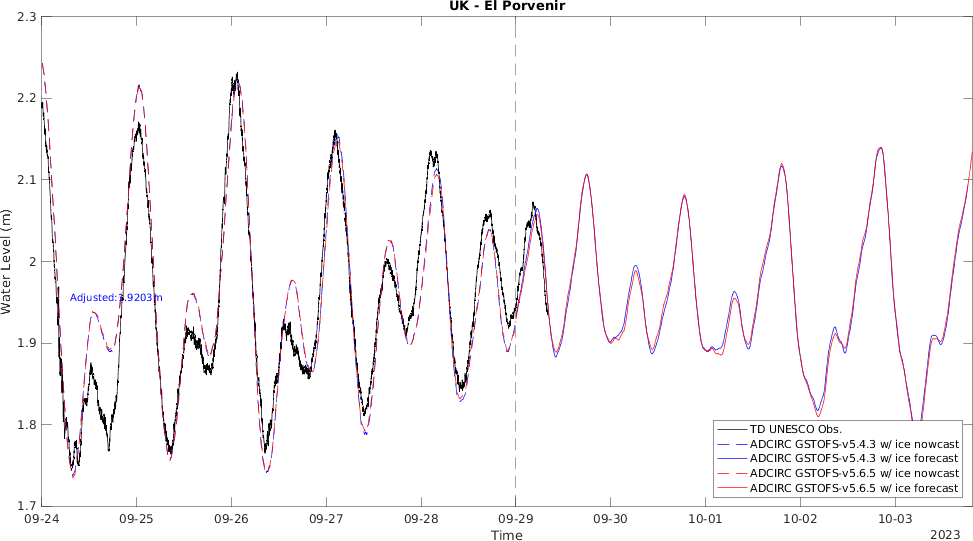 UK - El Porvenir
2.3
2.2
2.1
2
1.9
1.8
1.7
Water Level (m)
Adjusted:1.9203m
TD UNESCO Obs.
ADCIRC GSTOFS-v5.4.3 w/ ice nowcast
ADCIRC GSTOFS-v5.4.3 w/ ice forecast
ADCIRC GSTOFS-v5.6.5 w/ ice nowcast
ADCIRC GSTOFS-v5.6.5 w/ ice forecast
09-24 09-25 09-26 09-27 09-28 09-29 09-30 10-01 10-02 10-03
Time
2023